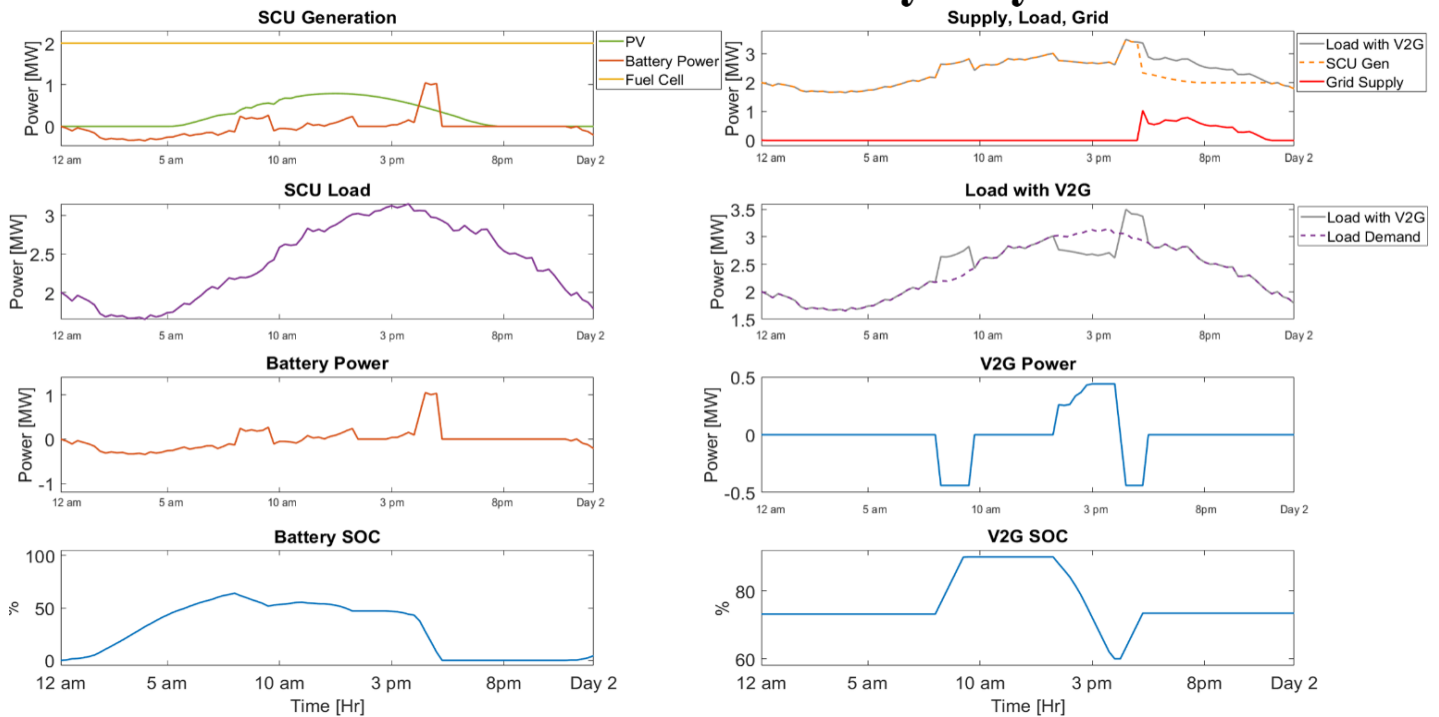 SCU Generation
Power [MW]
2
1
0
12 am
5 am
10 am
3 pm
8pm
Day 2
PV
Battery Power
Fuel Cell
Supply, Load, Grid
Power [MW]
3
2
1
0
12 am
5 am
10 am
3 pm
8pm
Day 2
Load with V2G
SCU Gen
Grid Supply
SCU Load
Power [MW]
3
2.5
2
12 am
5 am
10 am
3 pm
8pm
Day 2
Load with V2G
Power [MW]
3.5
3
2.5
2
1.5
12 am
5 am
10 am
3 pm
8pm
Day 2
Load with V2G
Load Demand
Battery Power
Power [MW]
1
0
-1
12 am
5 am
10 am
3 pm
8pm
Day 2
V2G Power
Power [MW]
0.5
0
-0.5
12 am
5 am
10 am
3 pm
8pm
Day 2
Battery SOC
%
100
50
0
12 am
5 am
10 am
3 pm
8pm
Day 2
Time [Hr]
V2G SOC
%
80
60
12 am
5 am
10 am
3 pm
8pm
Day 2
Time [Hr]